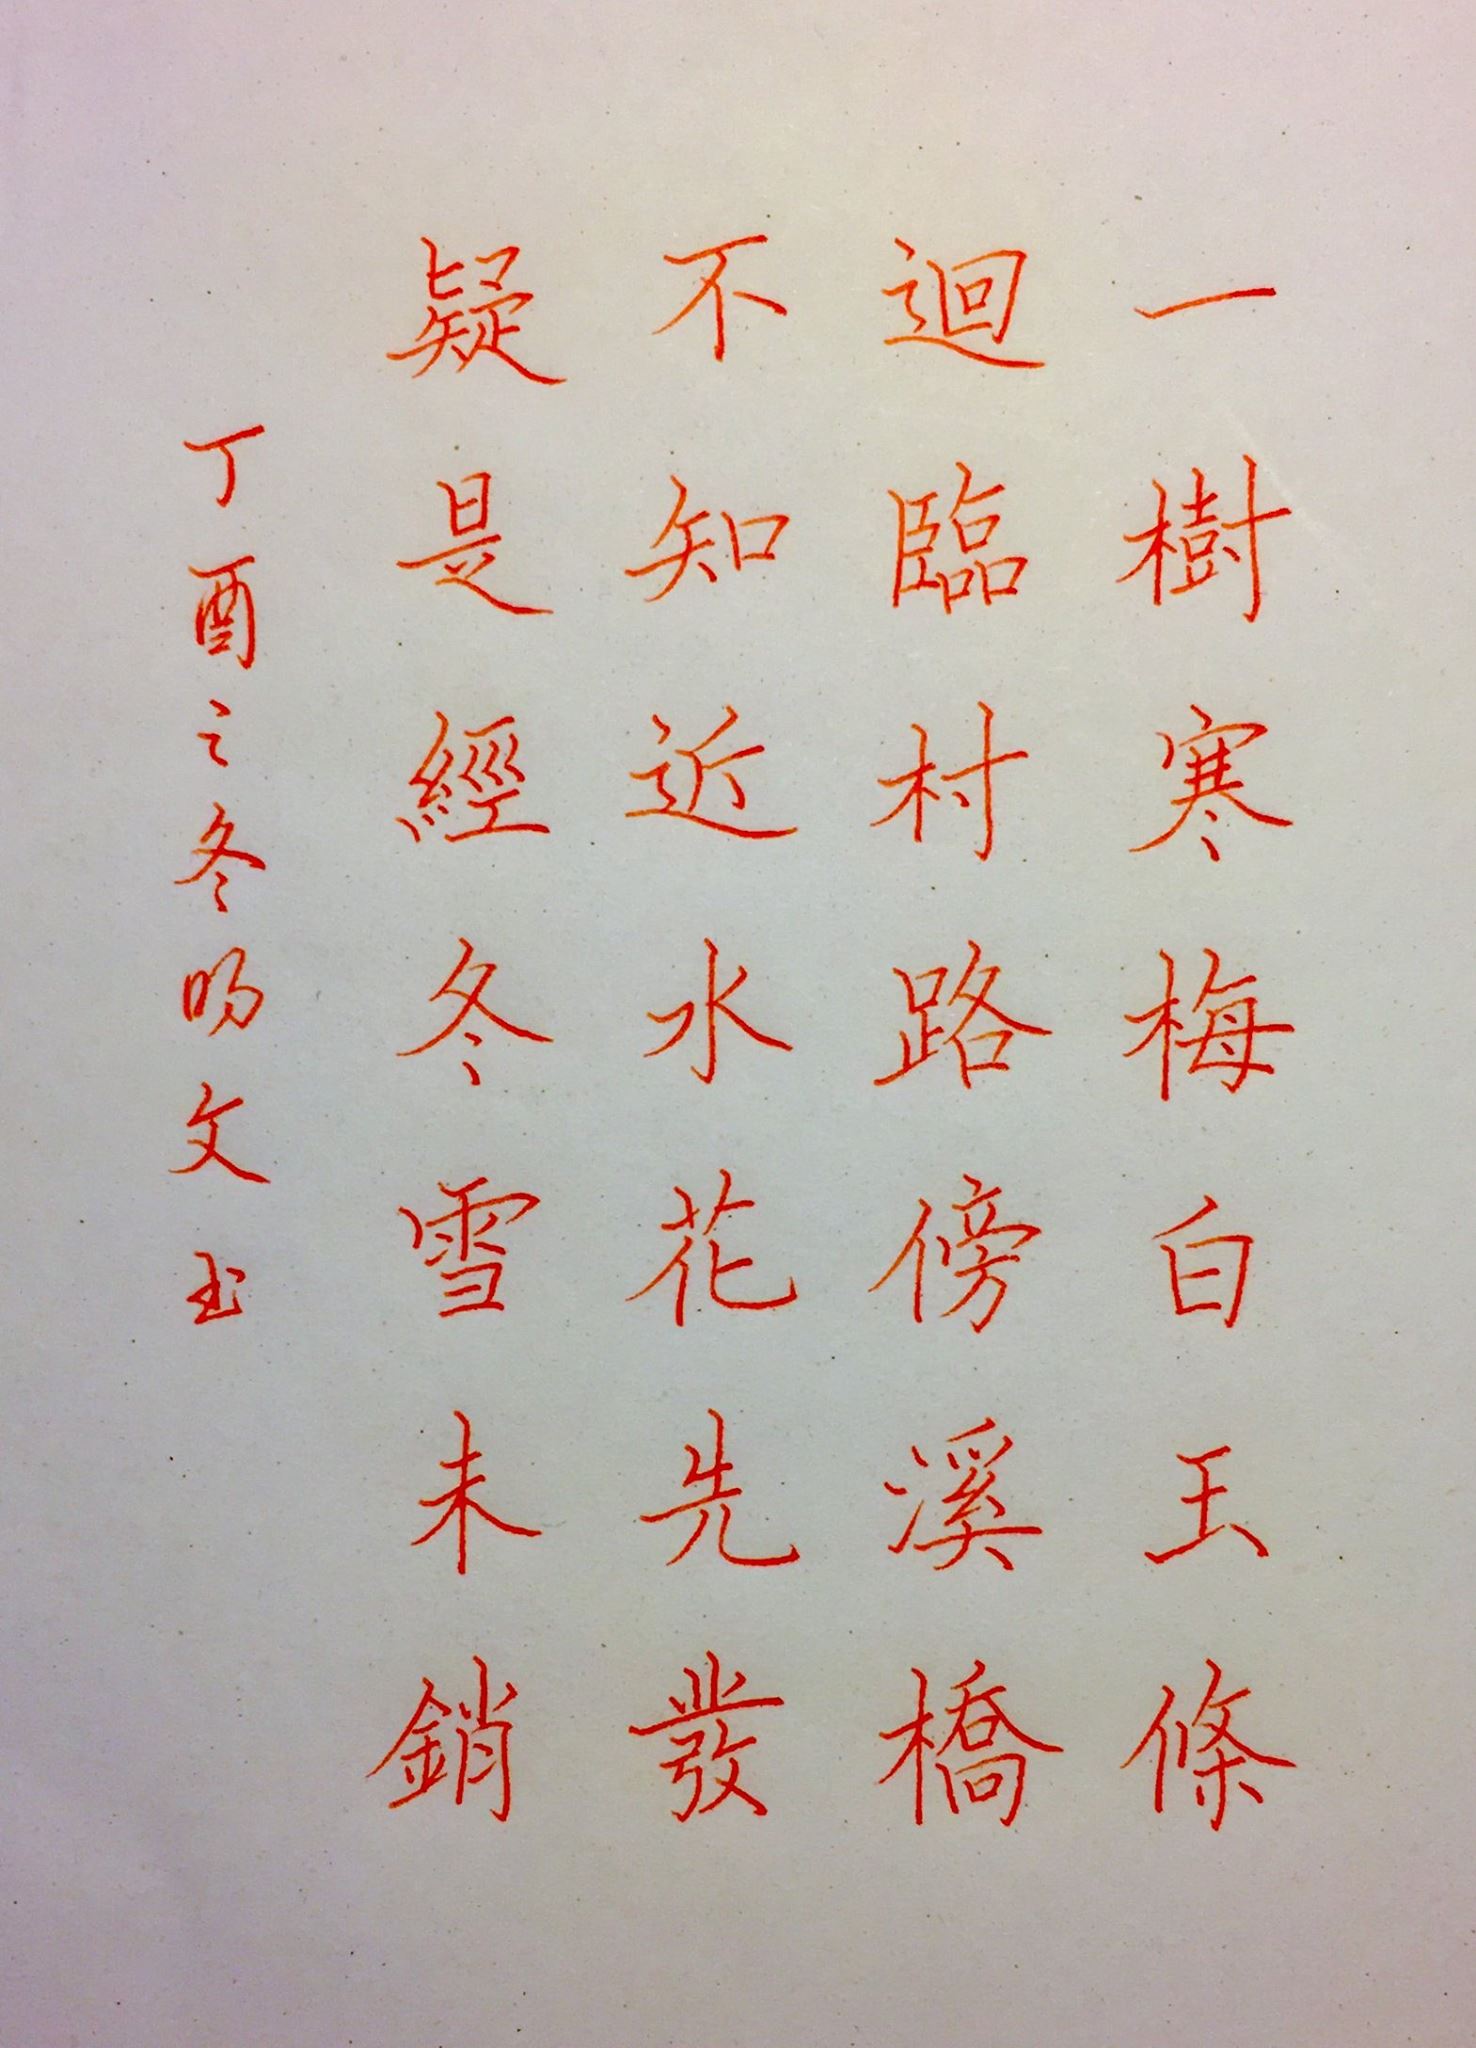 一樹寒梅白玉條
迴臨村路傍溪橋
不知近水花先發
疑是經冬雪未銷
丁酉之冬明文书